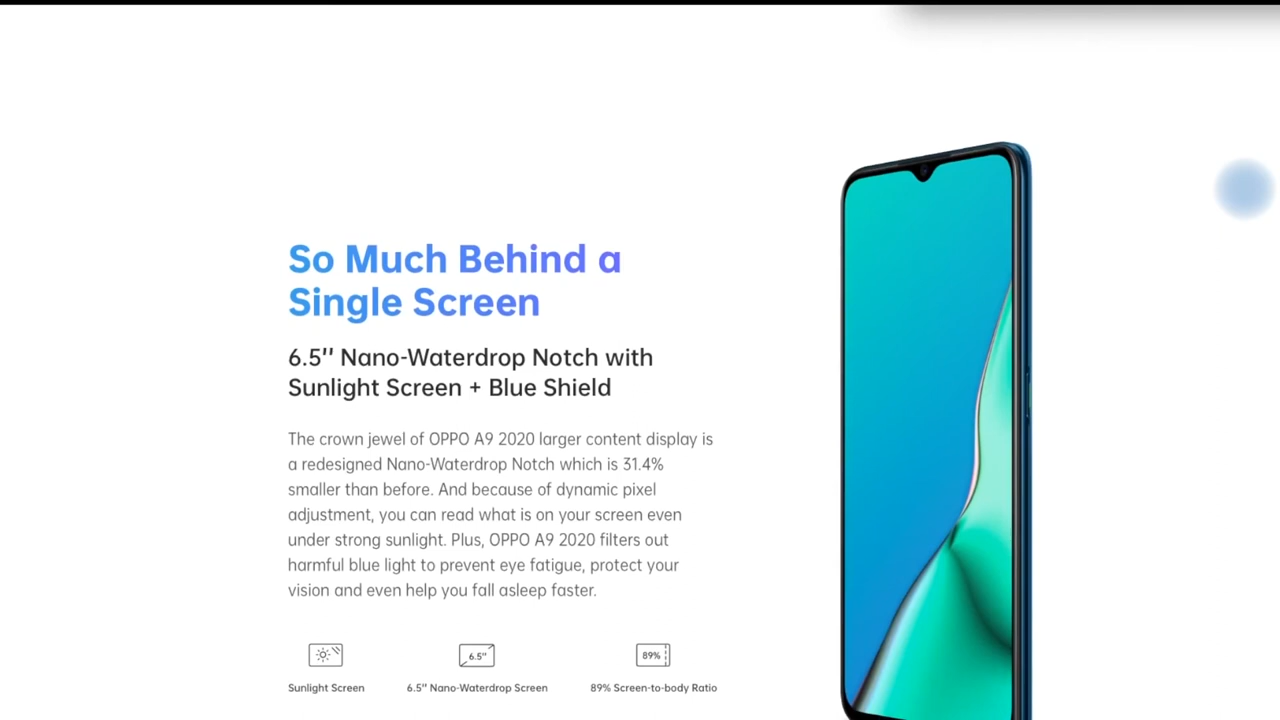 So Much Behind a
Single Screen
6.5'' Nano-Waterdrop Notch with
Sunlight Screen + Blue Shield
The crown jewel of OPPO A9 2020 larger content display is
a redesigned Nano-Waterdrop Notch which is 31.4%
smaller than before. And because of dynamic pixel
adjustment, you can read what is on your screen even
under strong sunlight. Plus, OPPO A9 2020 filters out
harmful blue light to prevent eye fatigue, protect your
vision and even help you fall asleep faster.
6.5"
89%
Sunlight Screen
6.5'' Nano-Waterdrop Screen
89% Screen-to-body Ratio